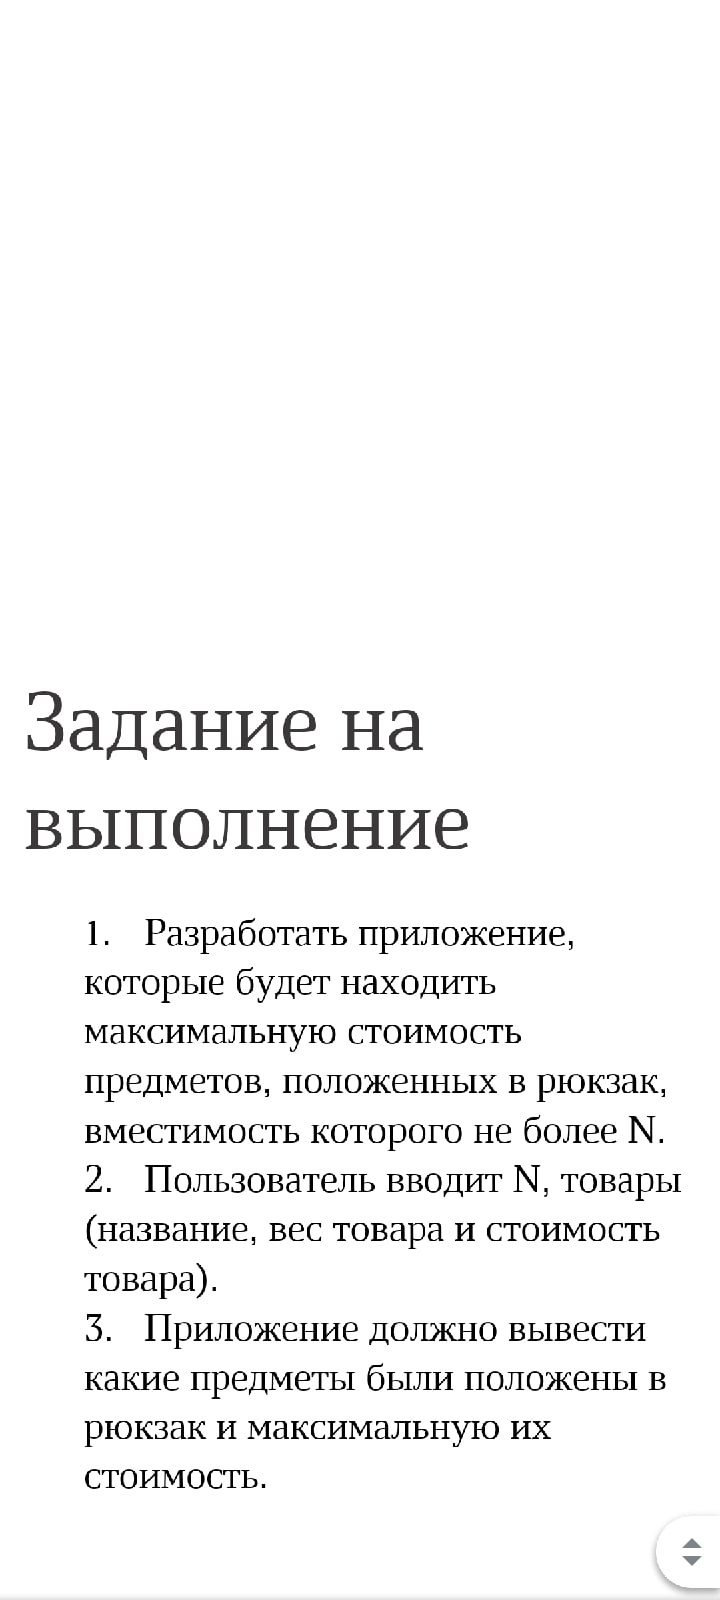 Задание на
выполнение
1. Разработать приложение,
которые будет находить
максимальную стоимость
предметов, положенных в рюкзак,
вместимость которого не более N.
2. Пользователь вводит N, товары
(название, вес товара и стоимость
товара).
3. Приложение должно вывести
какие предметы были положены в
рюкзак и максимальную их
стоимость.